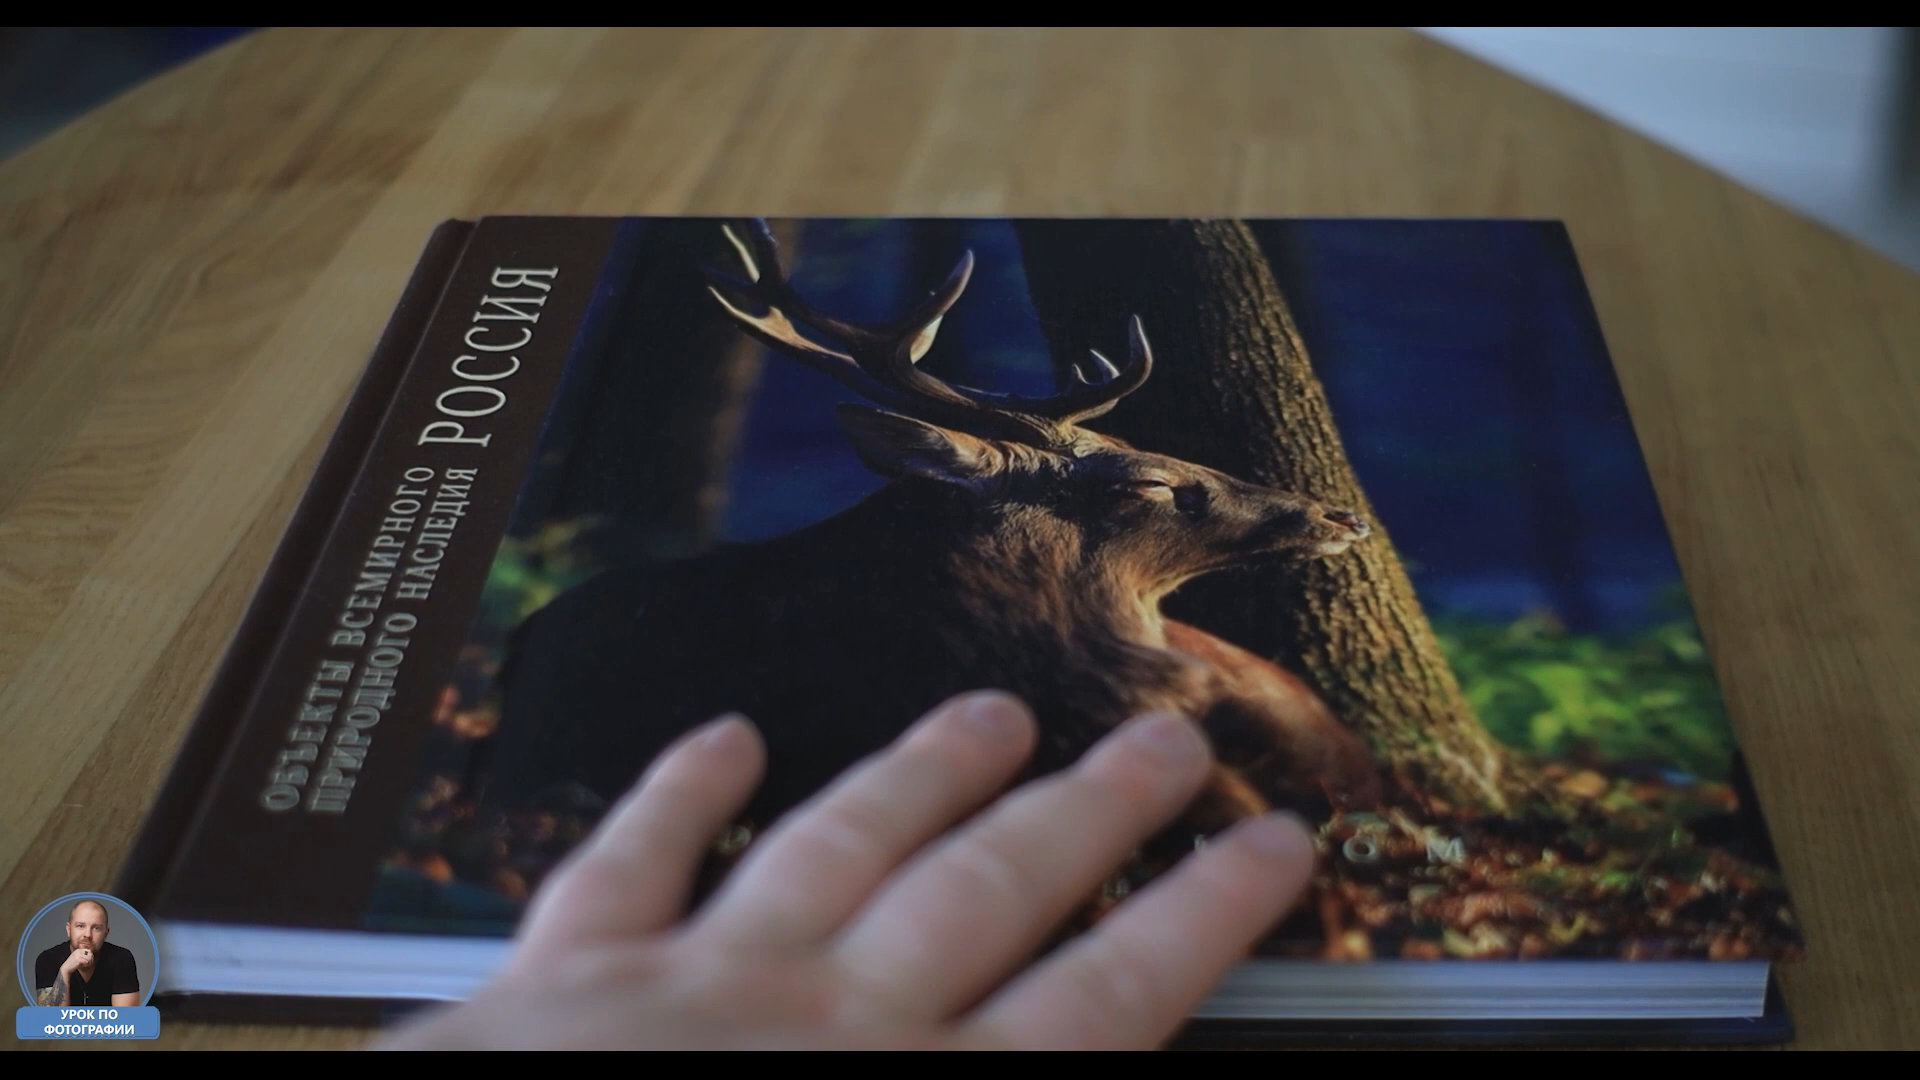 ОБЪЕКТЫ ВСЕМИРНОГО
ПРИРОДНОГО НАСЛЕДИЯ
РОССИЯ
УРОК ПО
ФОТОГРАФИИ